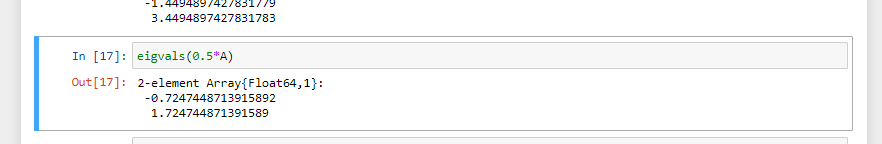 -1.4494897427831779
3.4494897427831783
In [17]: eigvals(0.5*A)
Out[17]: 2-element Array{Float64,1}:
-0.7247448713915892
1.724744871391589